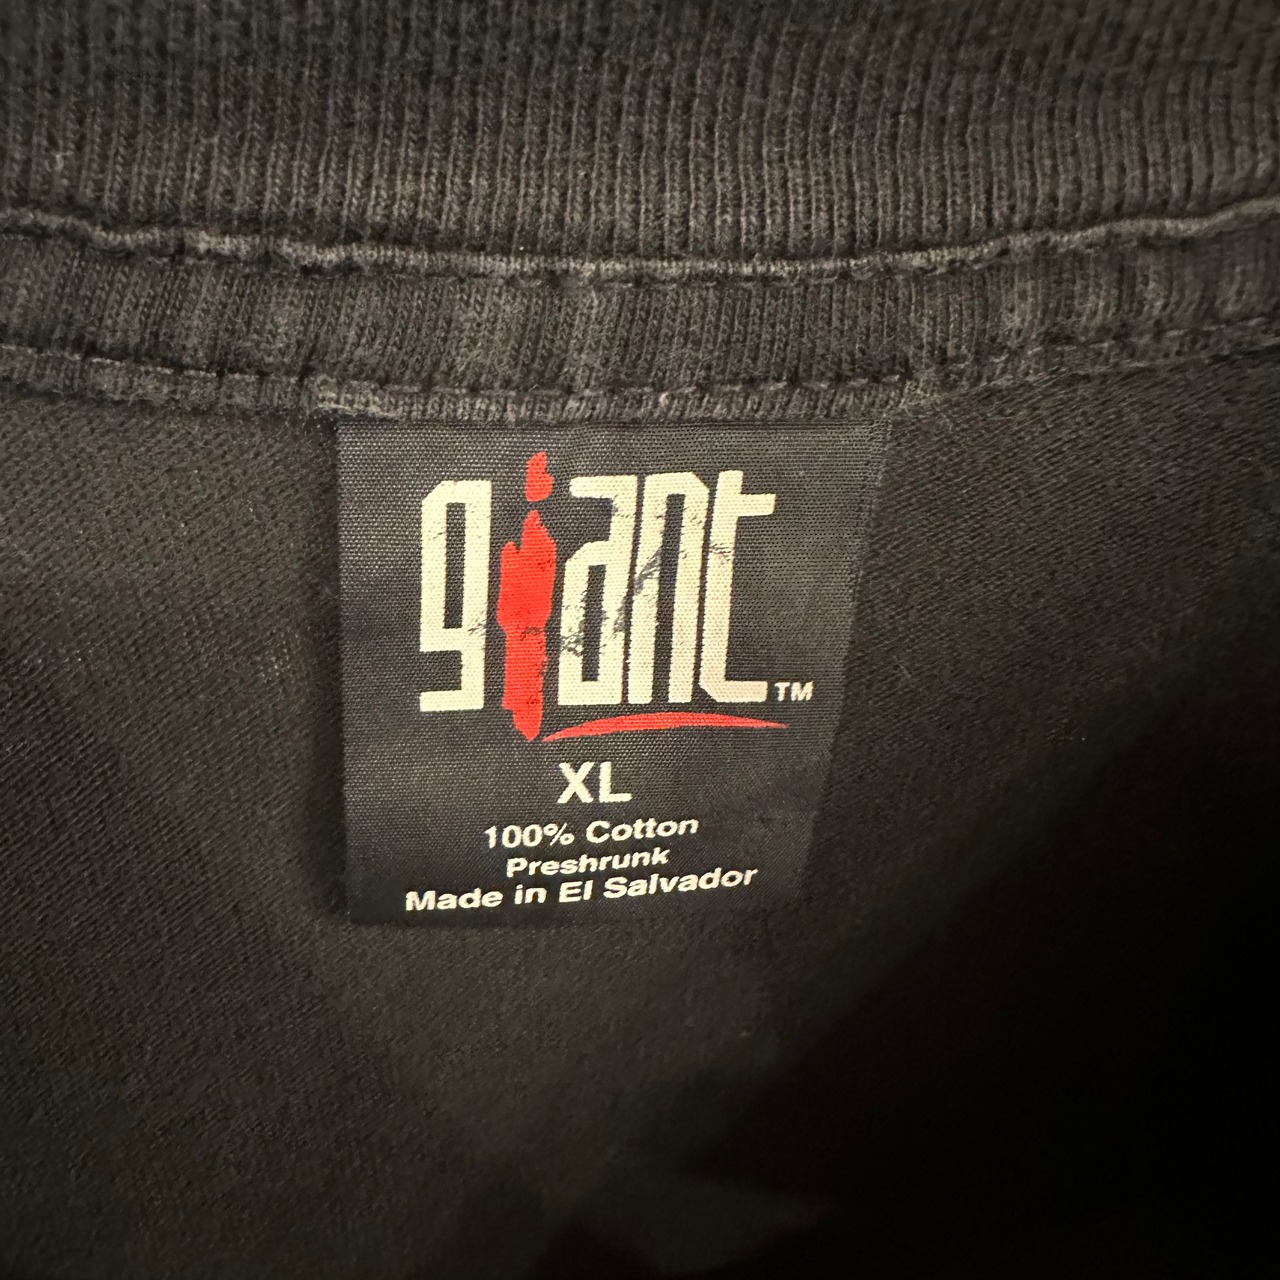 giant™
XL
100% Cotton
Preshrunk
Made in El Salvador